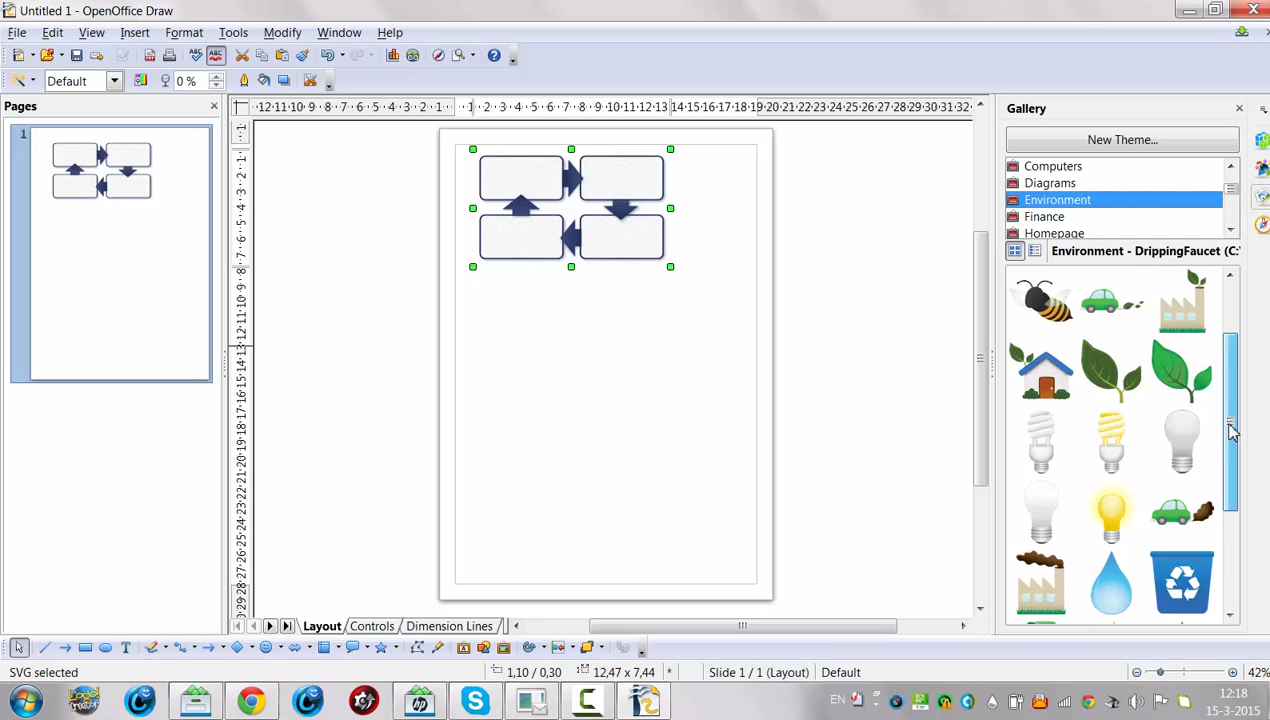 Untitled 1 - OpenOffice Draw
File Edit View Insert Format Tools Modify Window Help
Default 0 %
Pages
1
Gallery
New Theme...
Computers
Diagrams
Environment
Finance
Homepage
Environment - DrippingFaucet (C:\
Layout Controls Dimension Lines
SVG selected 1,10 / 0,30 12,47 x 7,44 * Slide 1 / 1 (Layout) Default 42%
EN 12:18
15-3-2015